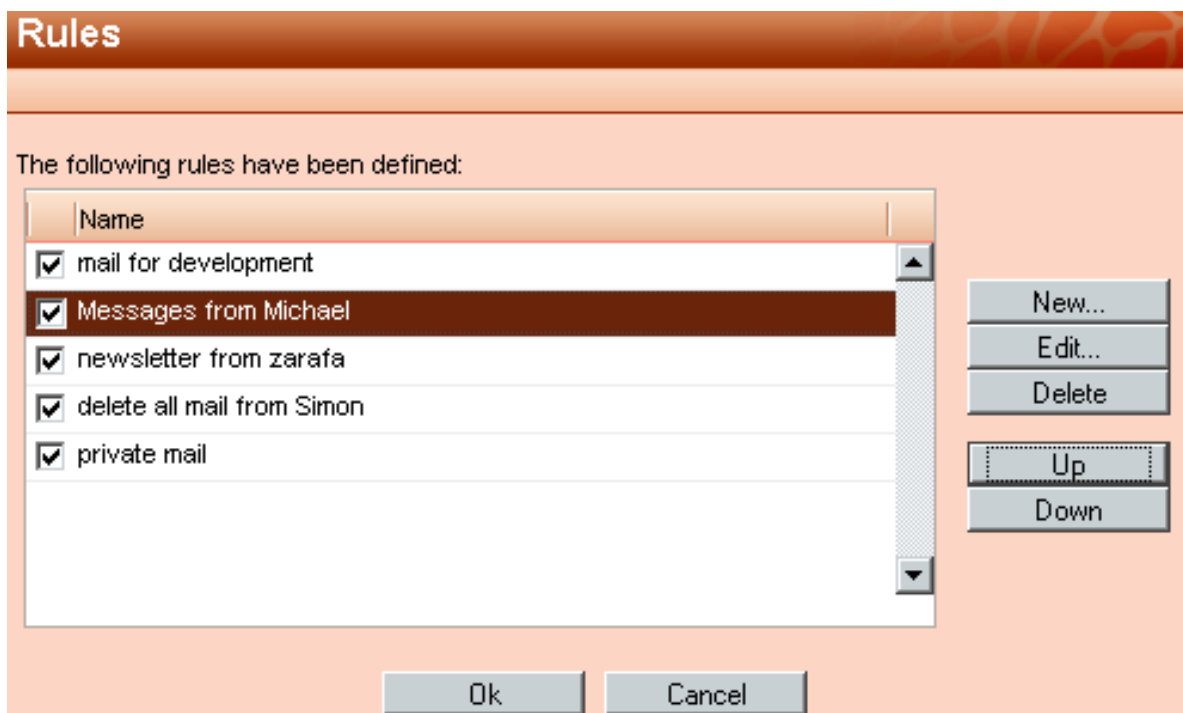 Rules
The following rules have been defined:
Name
mail for development
Messages from Michael
newsletter from zarafa
delete all mail from Simon
private mail
New...
Edit...
Delete
Up
Down
Ok
Cancel